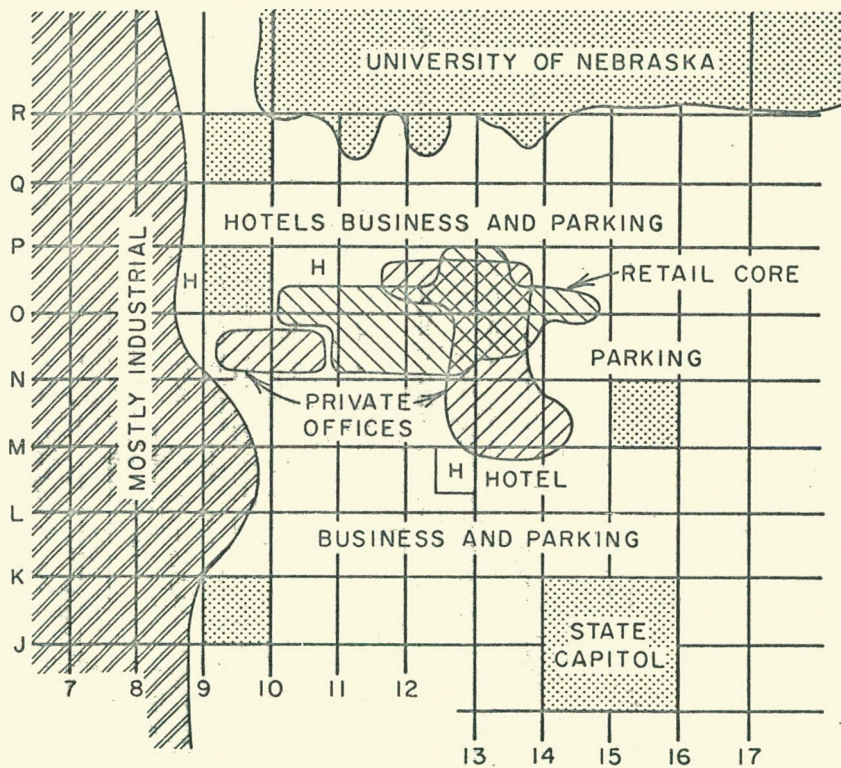 UNIVERSITY OF NEBRASKA
R
Q
HOTELS BUSINESS AND PARKING
P
H
H
RETAIL CORE
O
MOSTLY INDUSTRIAL
PARKING
N
PRIVATE
OFFICES
M
H HOTEL
L
BUSINESS AND PARKING
K
STATE
CAPITOL
J
7 8 9 10 11 12
13 14 15 16 17